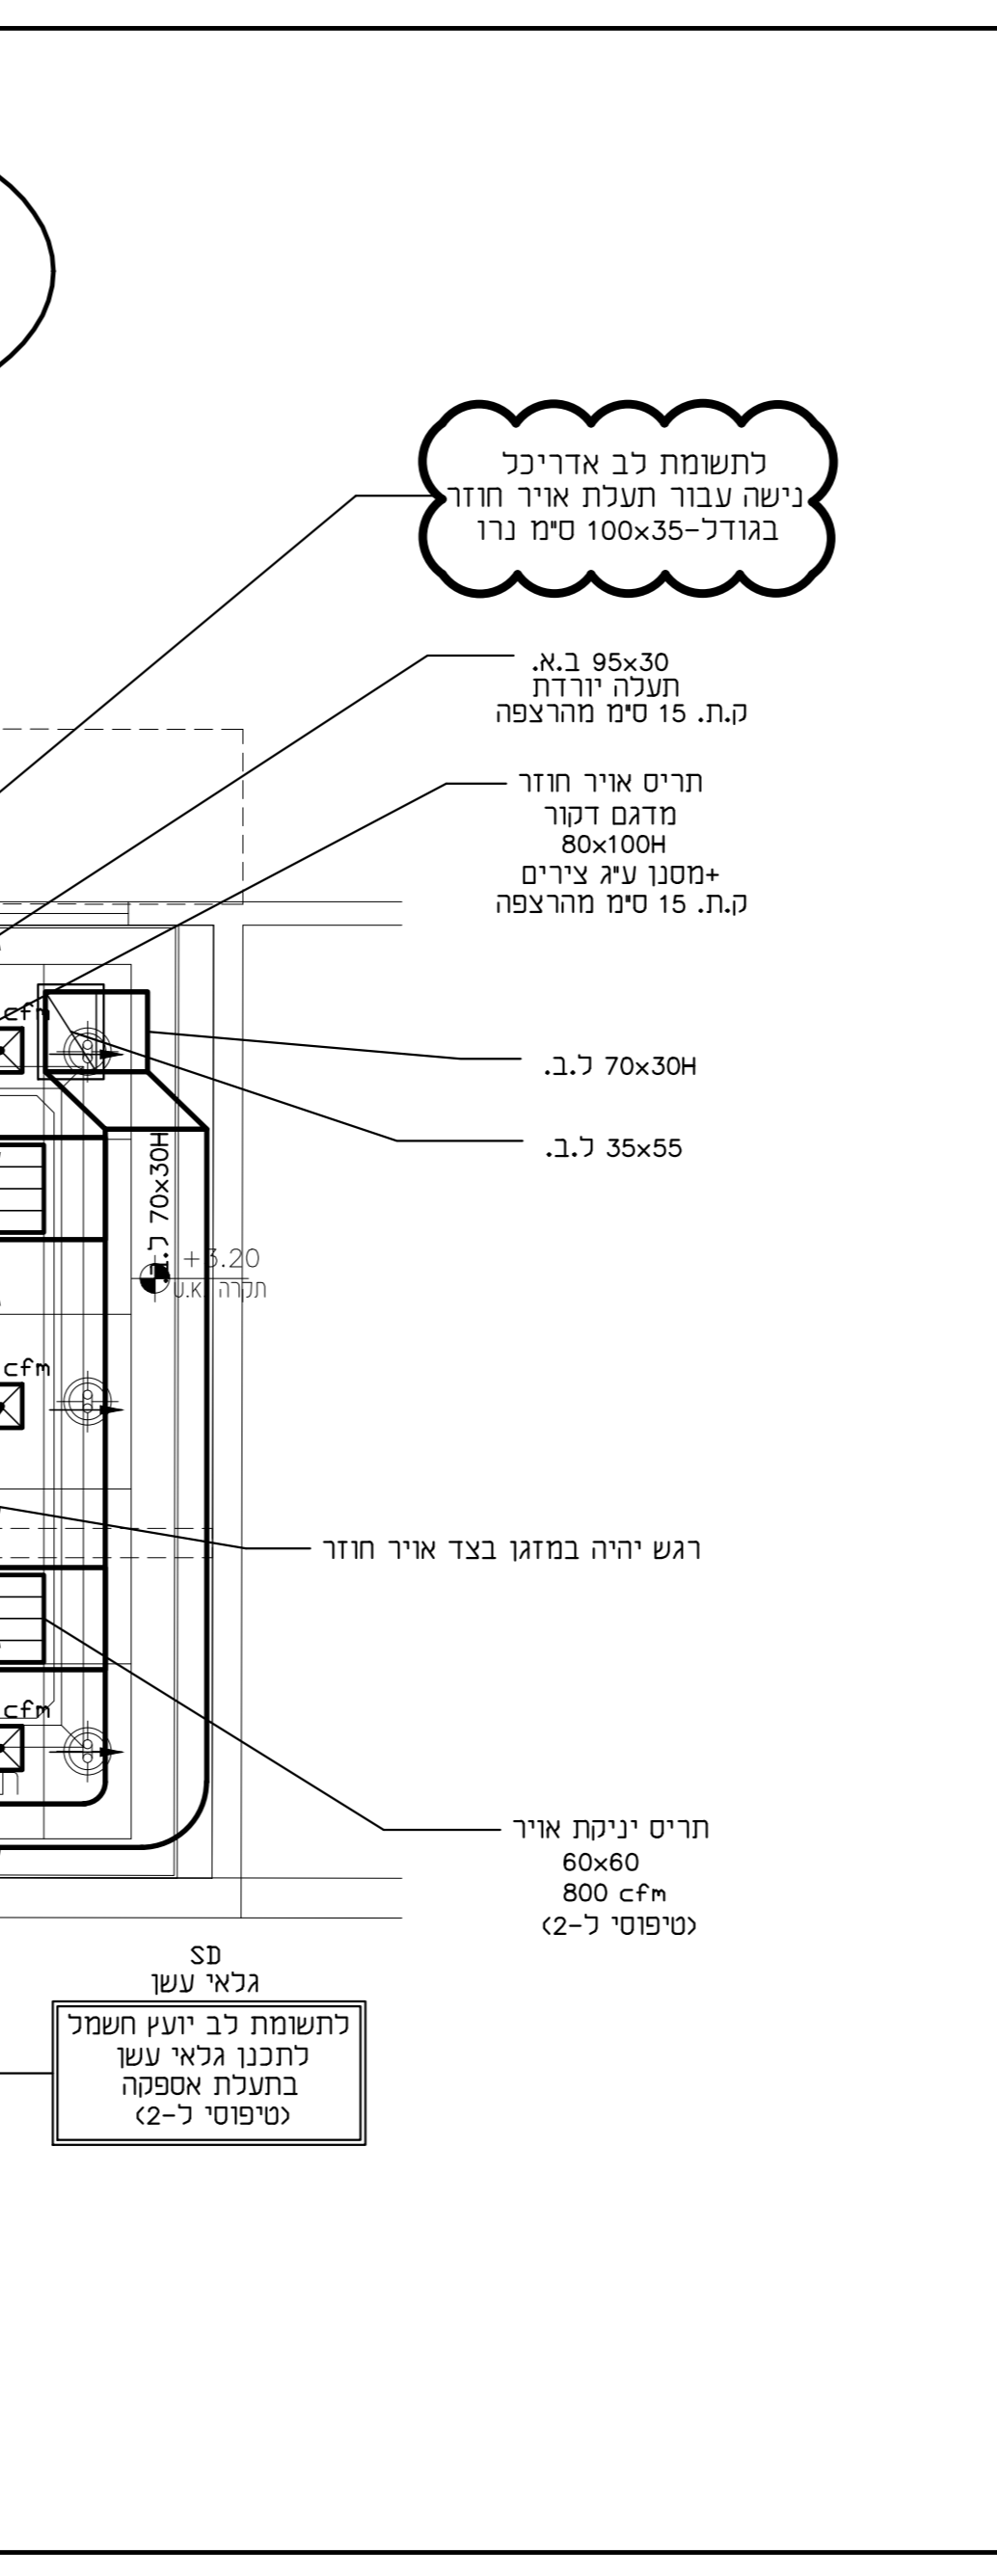 לתשומת לב אדריכל
נישה עבור תעלת אויר חוזר
בגודל-100x35 ס"מ נרו
95x30 ב.א.
תעלה יורדת
ק.ת. 15 ס"מ מהרצפה
תריס אויר חוזר
מדגם דקור
80x100H
+מסנן ע"ג צירים
ק.ת. 15 ס"מ מהרצפה
cfm
70x30H ל.ב.
35x55 ל.ב.
70x30H ל.ב.
+3.20
תקרה U.K.
cfm
רגש יהיה במזגן בצד אויר חוזר
cfm
תריס יניקת אויר
60x60
800 cfm
(טיפוסי ל-2)
SD
גלאי עשן
לתשומת לב יועץ חשמל
לתכנן גלאי עשן
בתעלת אספקה
(טיפוסי ל-2)